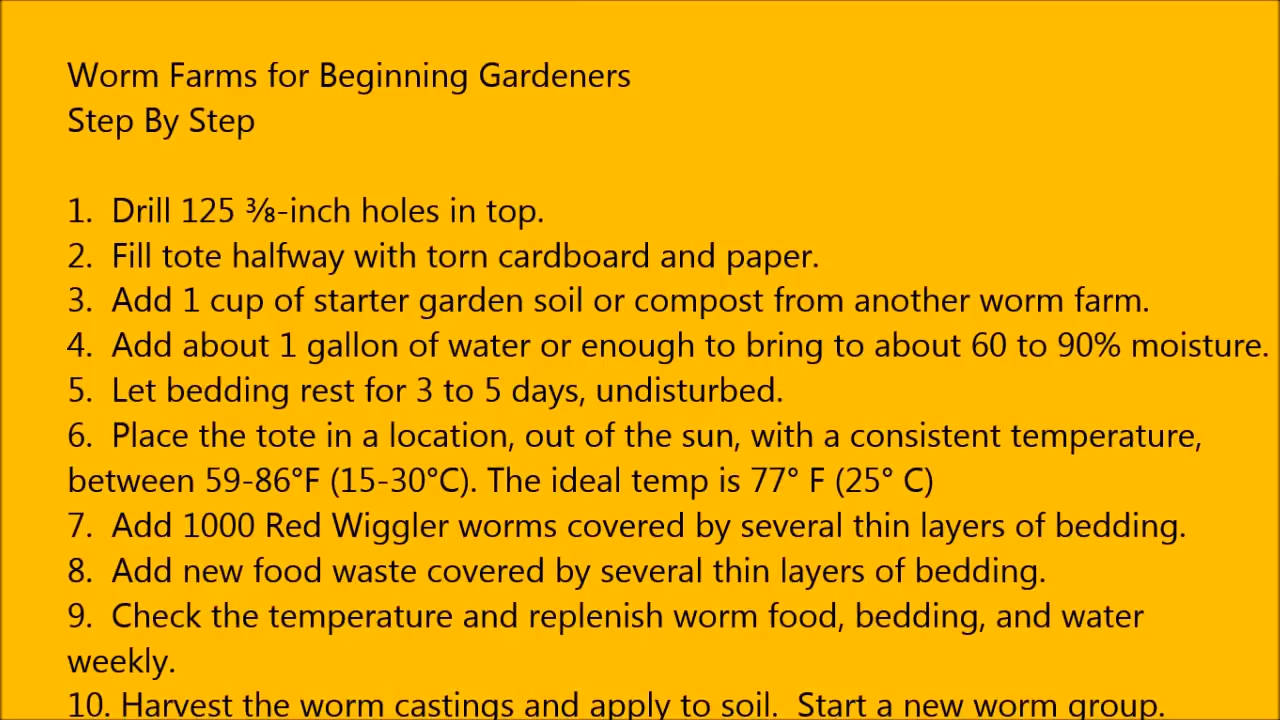 Worm Farms for Beginning Gardeners
Step By Step
1.  Drill 125 ⅜-inch holes in top.
2.  Fill tote halfway with torn cardboard and paper.
3.  Add 1 cup of starter garden soil or compost from another worm farm.
4.  Add about 1 gallon of water or enough to bring to about 60 to 90% moisture.
5.  Let bedding rest for 3 to 5 days, undisturbed.
6.  Place the tote in a location, out of the sun, with a consistent temperature,
between 59-86°F (15-30°C). The ideal temp is 77° F (25° C)
7.  Add 1000 Red Wiggler worms covered by several thin layers of bedding.
8.  Add new food waste covered by several thin layers of bedding.
9.  Check the temperature and replenish worm food, bedding, and water
weekly.
10. Harvest the worm castings and apply to soil.  Start a new worm group.